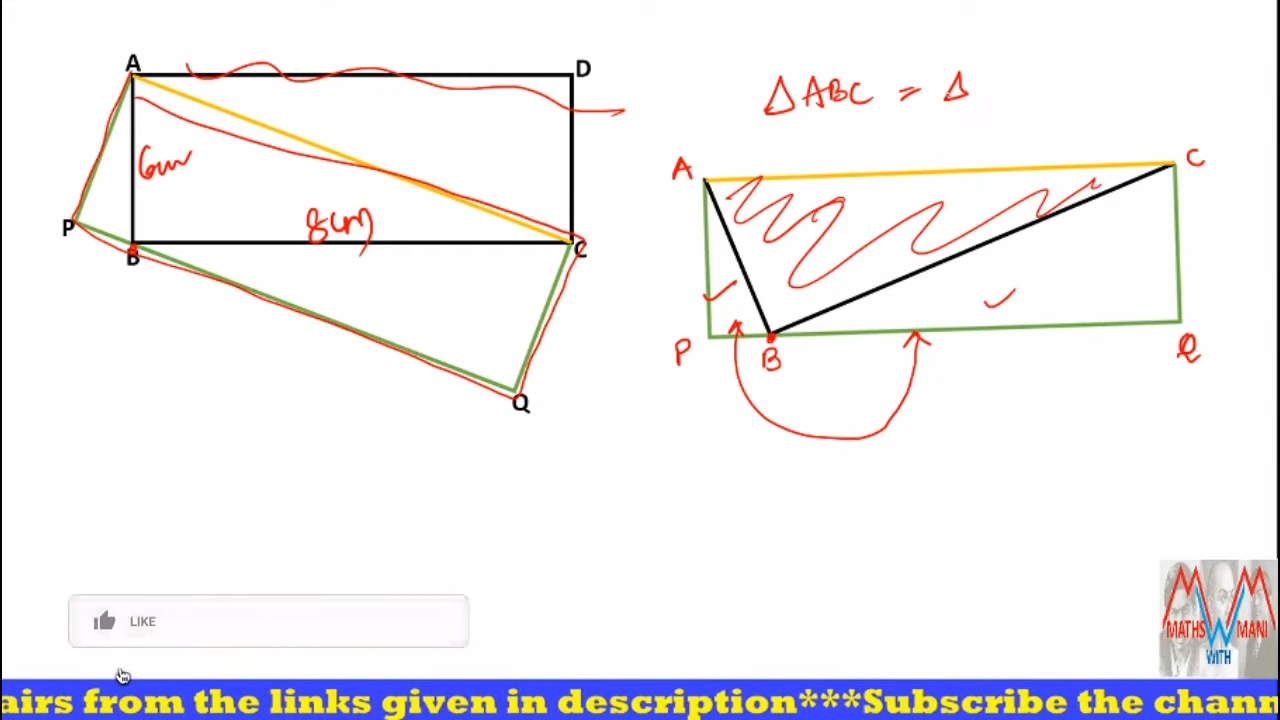 A
D
6cm
8cm
P
B
C
Q
Δ ABC = Δ
A
C
P
B
Q
LIKE
MATHS MANI
WITH
airs from the links given in description***Subscribe the chann